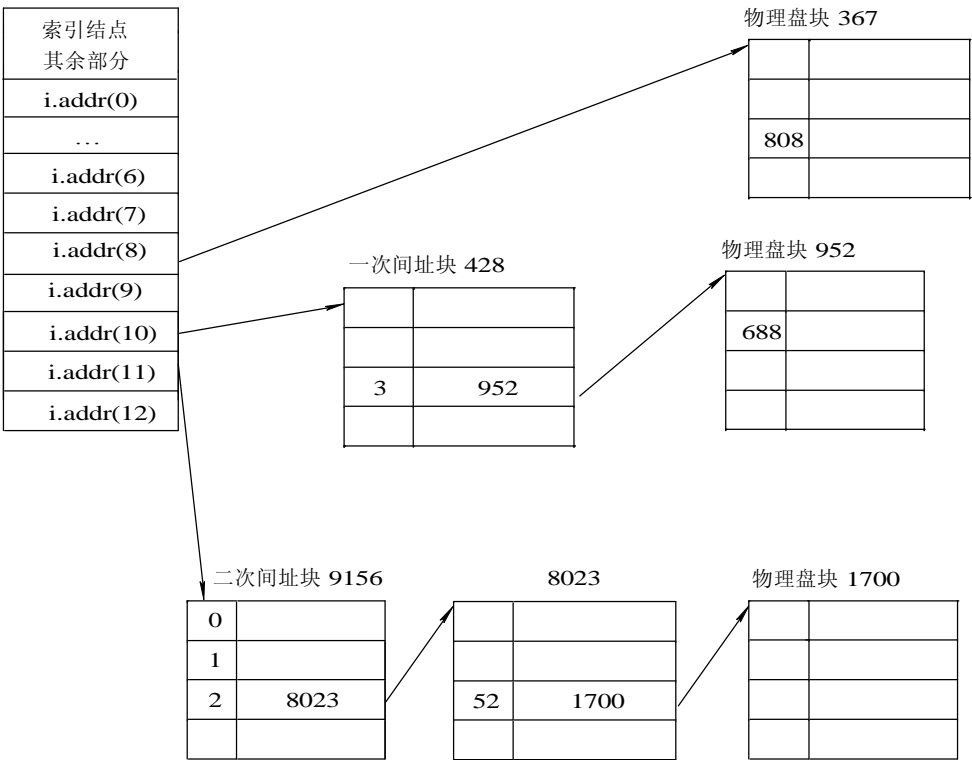 索引结点
其余部分
i.addr(0)
…
i.addr(6)
i.addr(7)
i.addr(8)
i.addr(9)
i.addr(10)
i.addr(11)
i.addr(12)
物理盘块 367
808
一次间址块 428
3 952
物理盘块 952
688
二次间址块 9156
0
1
2 8023
8023
52 1700
物理盘块 1700